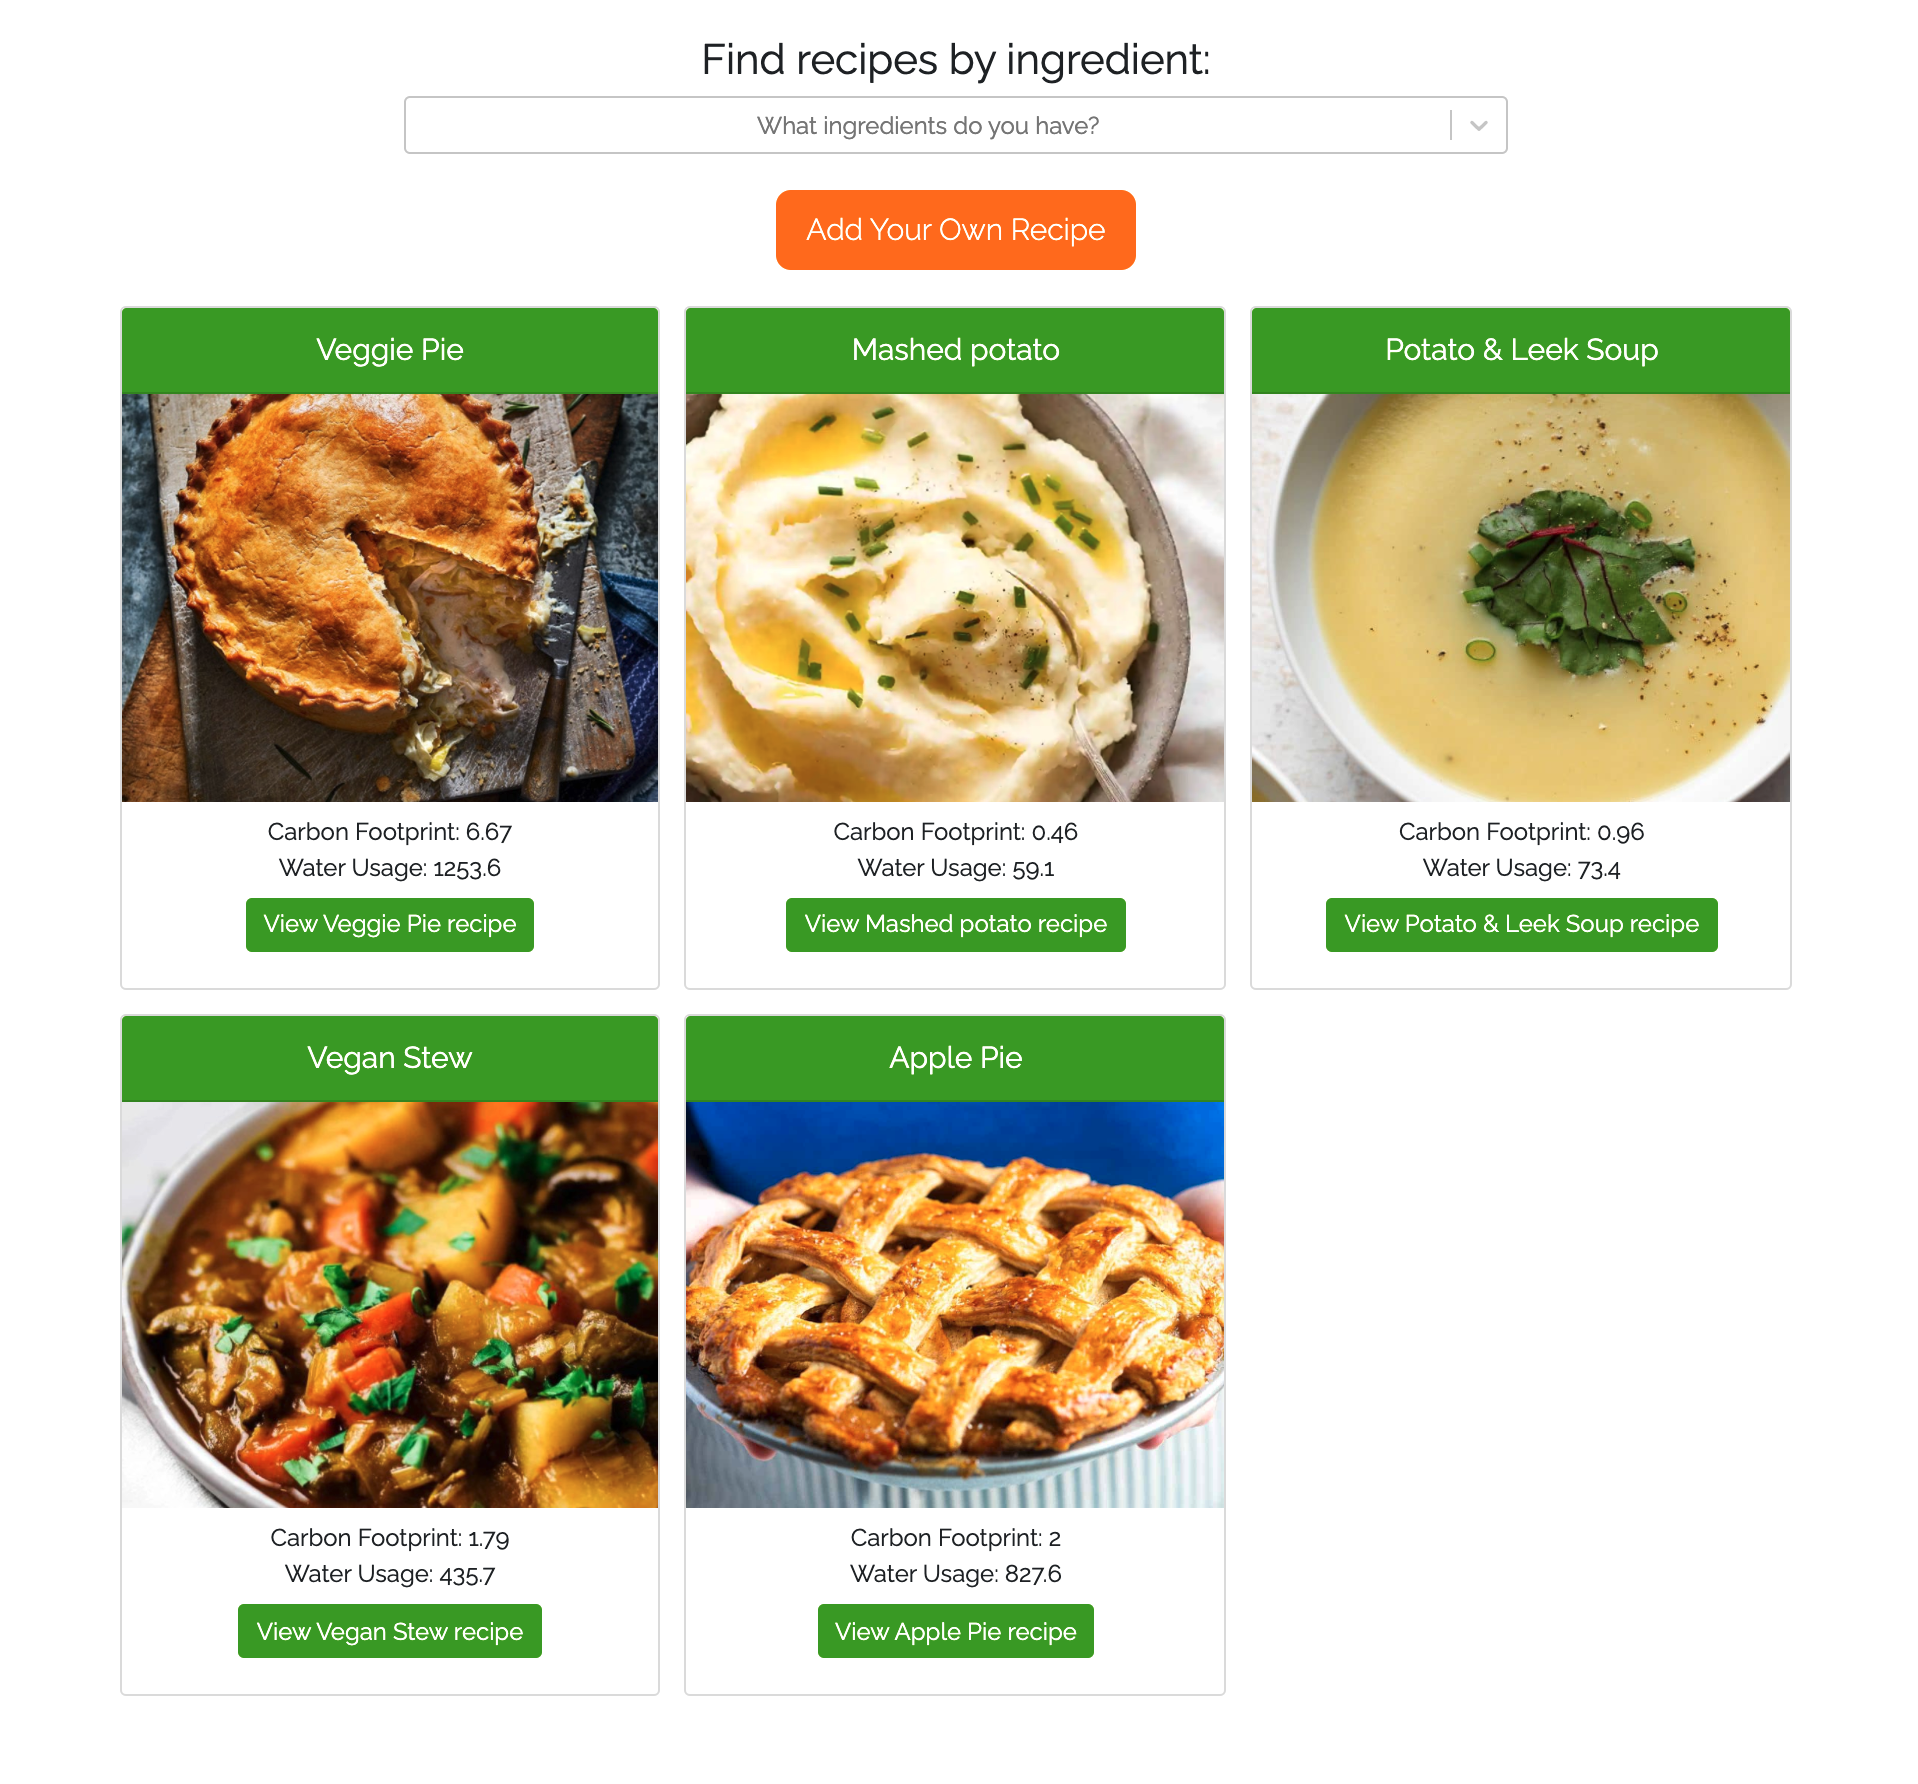 Find recipes by ingredient:
What ingredients do you have?
Add Your Own Recipe
Veggie Pie
Carbon Footprint: 6.67
Water Usage: 1253.6
View Veggie Pie recipe
Mashed potato
Carbon Footprint: 0.46
Water Usage: 59.1
View Mashed potato recipe
Potato & Leek Soup
Carbon Footprint: 0.96
Water Usage: 73.4
View Potato & Leek Soup recipe
Vegan Stew
Carbon Footprint: 1.79
Water Usage: 435.7
View Vegan Stew recipe
Apple Pie
Carbon Footprint: 2
Water Usage: 827.6
View Apple Pie recipe